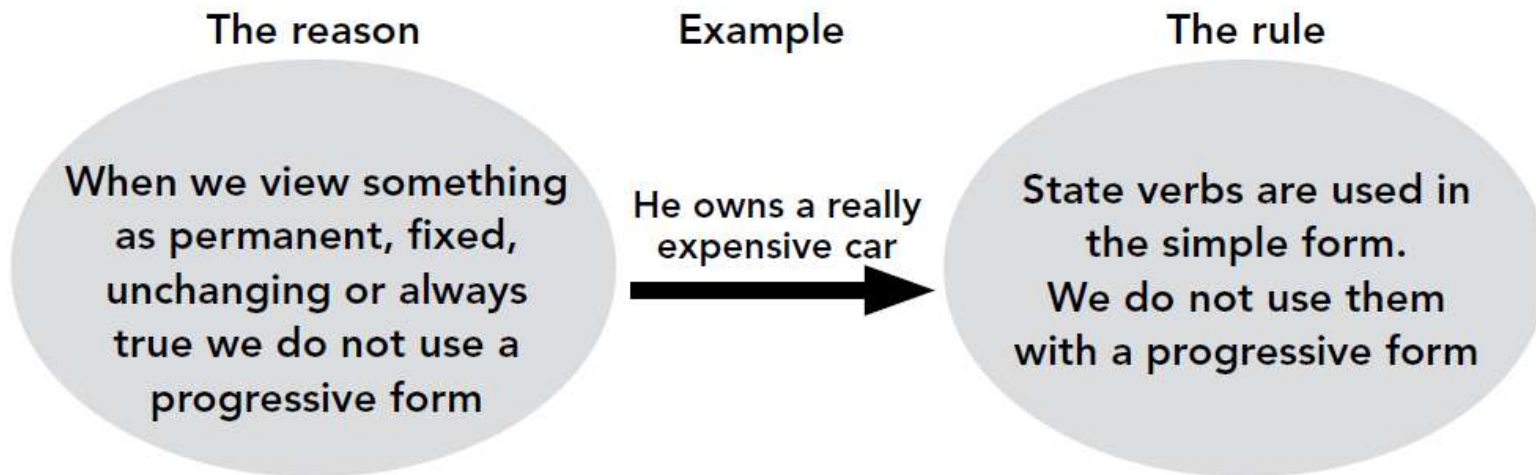 The reason
Example
The rule
When we view something
as permanent, fixed,
unchanging or always
true we do not use a
progressive form
He owns a really
expensive car
State verbs are used in
the simple form.
We do not use them
with a progressive form